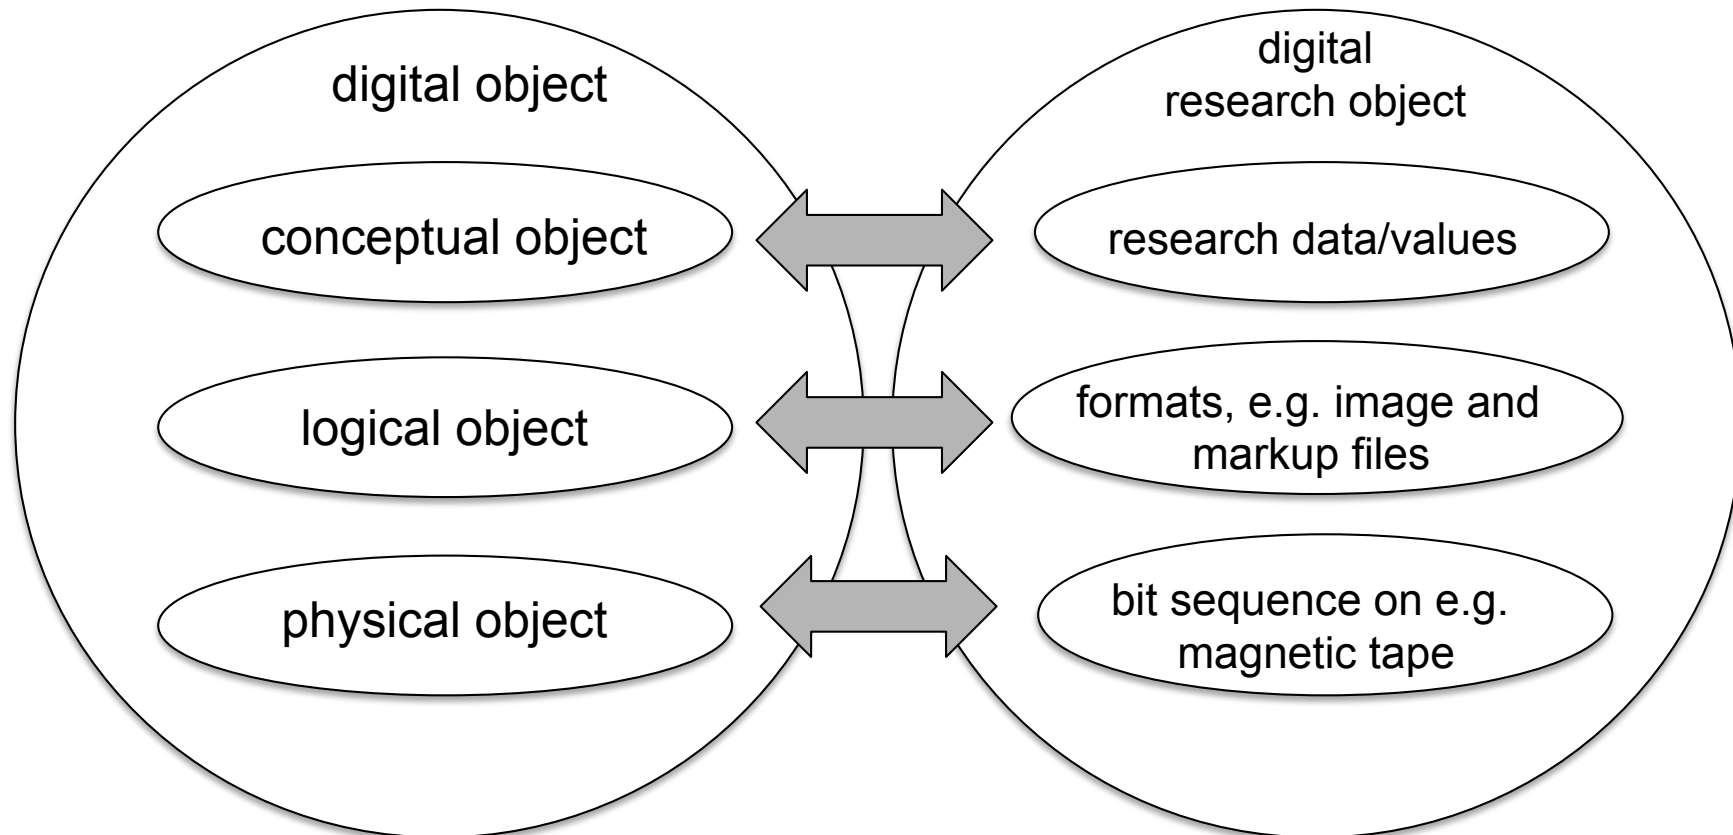 digital object
conceptual object
logical object
physical object
digital
research object
research data/values
formats, e.g. image and
markup files
bit sequence on e.g.
magnetic tape